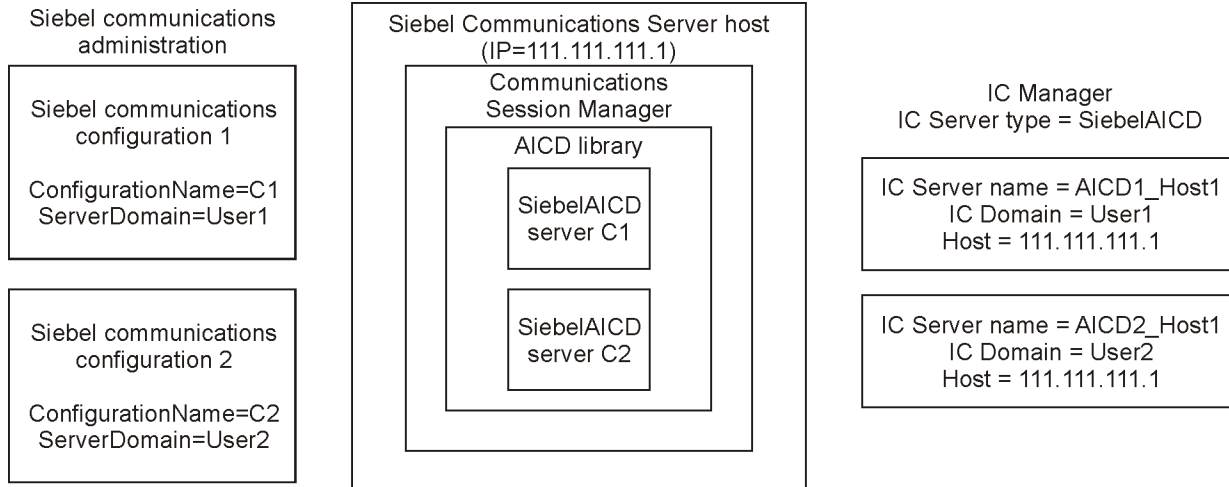 Siebel communications
administration
Siebel communications
configuration 1
ConfigurationName=C1
ServerDomain=User1
Siebel communications
configuration 2
ConfigurationName=C2
ServerDomain=User2
Siebel Communications Server host
(IP=111.111.111.1)
Communications
Session Manager
AICD library
SiebelAICD
server C1
SiebelAICD
server C2
IC Manager
IC Server type = SiebelAICD
IC Server name = AICD1_Host1
IC Domain = User1
Host = 111.111.111.1
IC Server name = AICD2_Host1
IC Domain = User2
Host = 111.111.111.1